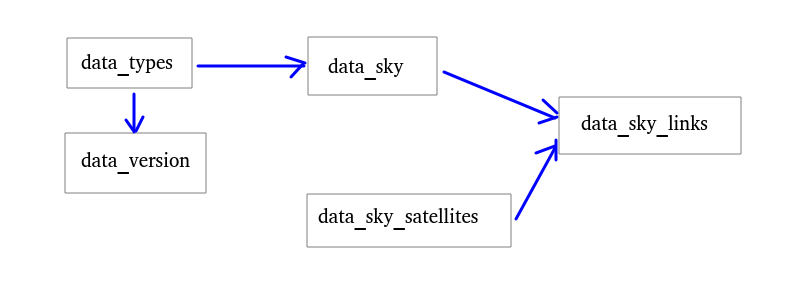 data_types
data_sky
data_sky_links
data_version
data_sky_satellites